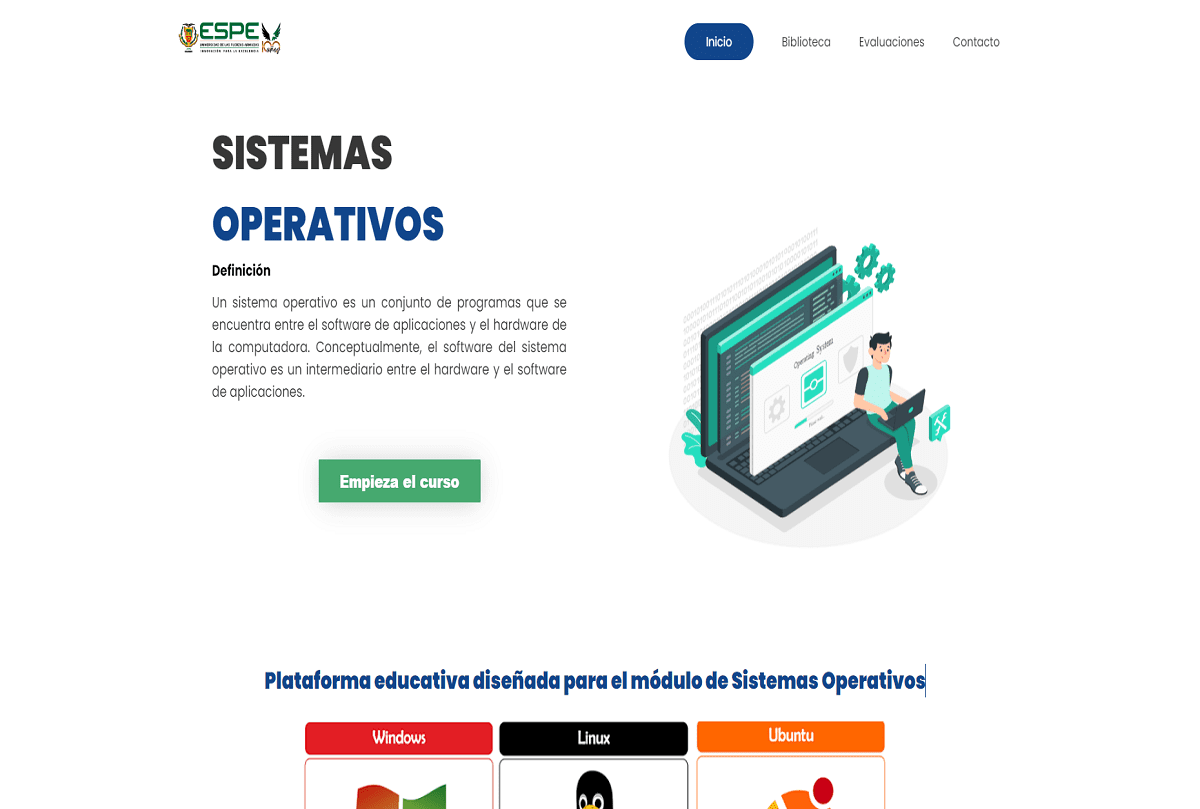 ESPE
UNIVERSIDAD DE LAS FUERZAS ARMADAS
INNOVACIÓN PARA LA EXCELENCIA
Inicio
Biblioteca
Evaluaciones
Contacto
SISTEMAS
OPERATIVOS
Definición
Un sistema operativo es un conjunto de programas que se
encuentra entre el software de aplicaciones y el hardware de
la computadora. Conceptualmente, el software del sistema
operativo es un intermediario entre el hardware y el software
de aplicaciones.
Empieza el curso
Operating System
Plataforma educativa diseñada para el módulo de Sistemas Operativos
Windows
Linux
Ubuntu